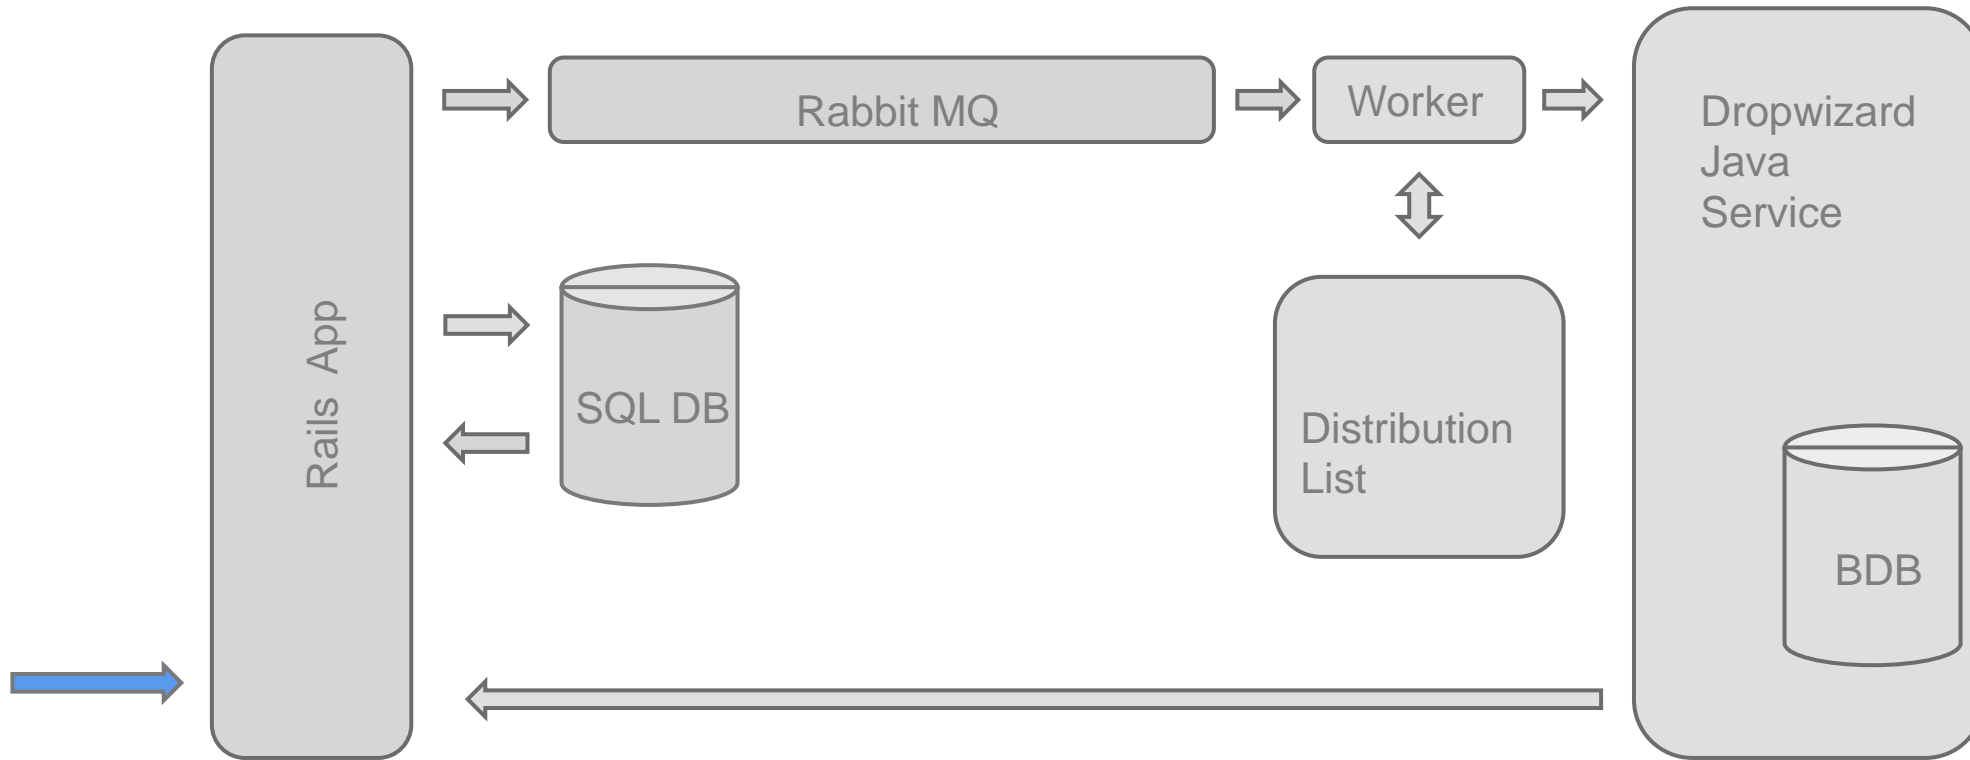 Rails App
Rabbit MQ
Worker
Dropwizard
Java
Service
SQL DB
Distribution
List
BDB